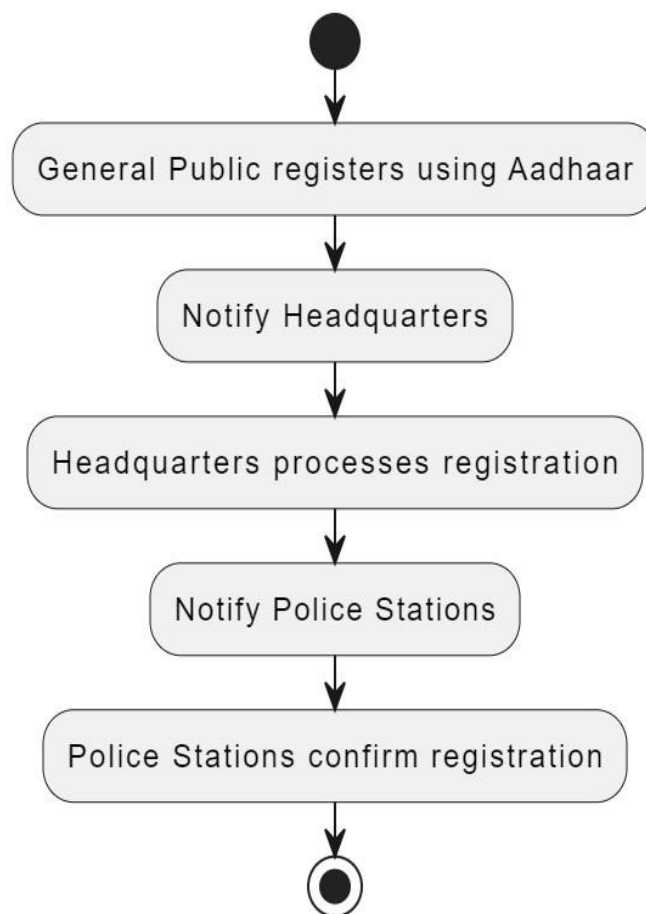 General Public registers using Aadhaar
Notify Headquarters
Headquarters processes registration
Notify Police Stations
Police Stations confirm registration